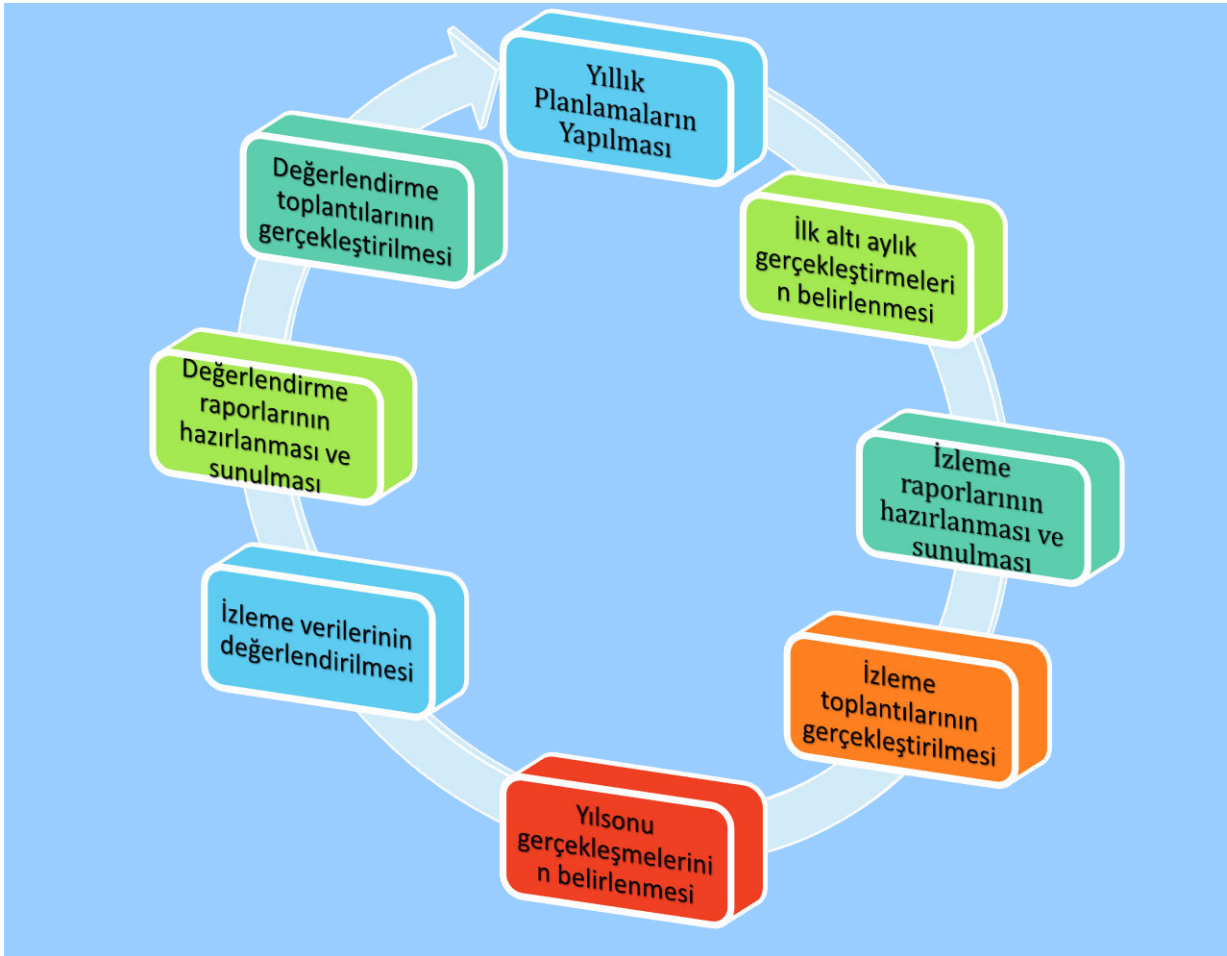 Yıllık
Planlamaların
Yapılması
İlk altı aylık
gerçekleştirmeleri
n belirlenmesi
İzleme
raporlarının
hazırlanması ve
sunulması
İzleme
toplantılarının
gerçekleştirilmesi
Yılsonu
gerçekleşmelerini
n belirlenmesi
İzleme verilerinin
değerlendirilmesi
Değerlendirme
raporlarının
hazırlanması ve
sunulması
Değerlendirme
toplantılarının
gerçekleştirilmesi